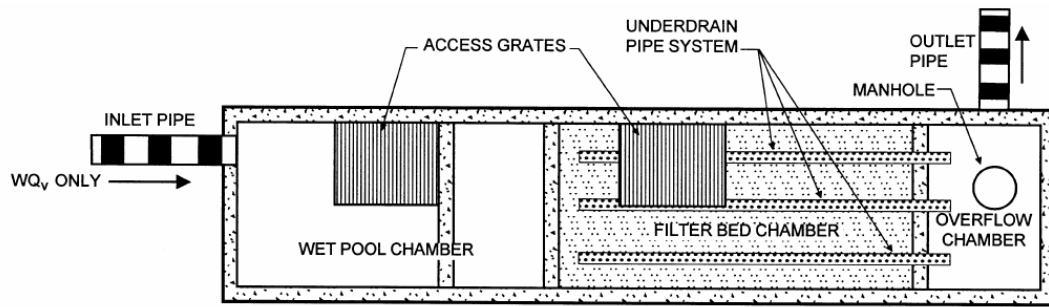 ACCESS GRATES
UNDERDRAIN
PIPE SYSTEM
OUTLET
PIPE
MANHOLE
INLET PIPE
WQv ONLY
WET POOL CHAMBER
FILTER BED CHAMBER
OVERFLOW
CHAMBER